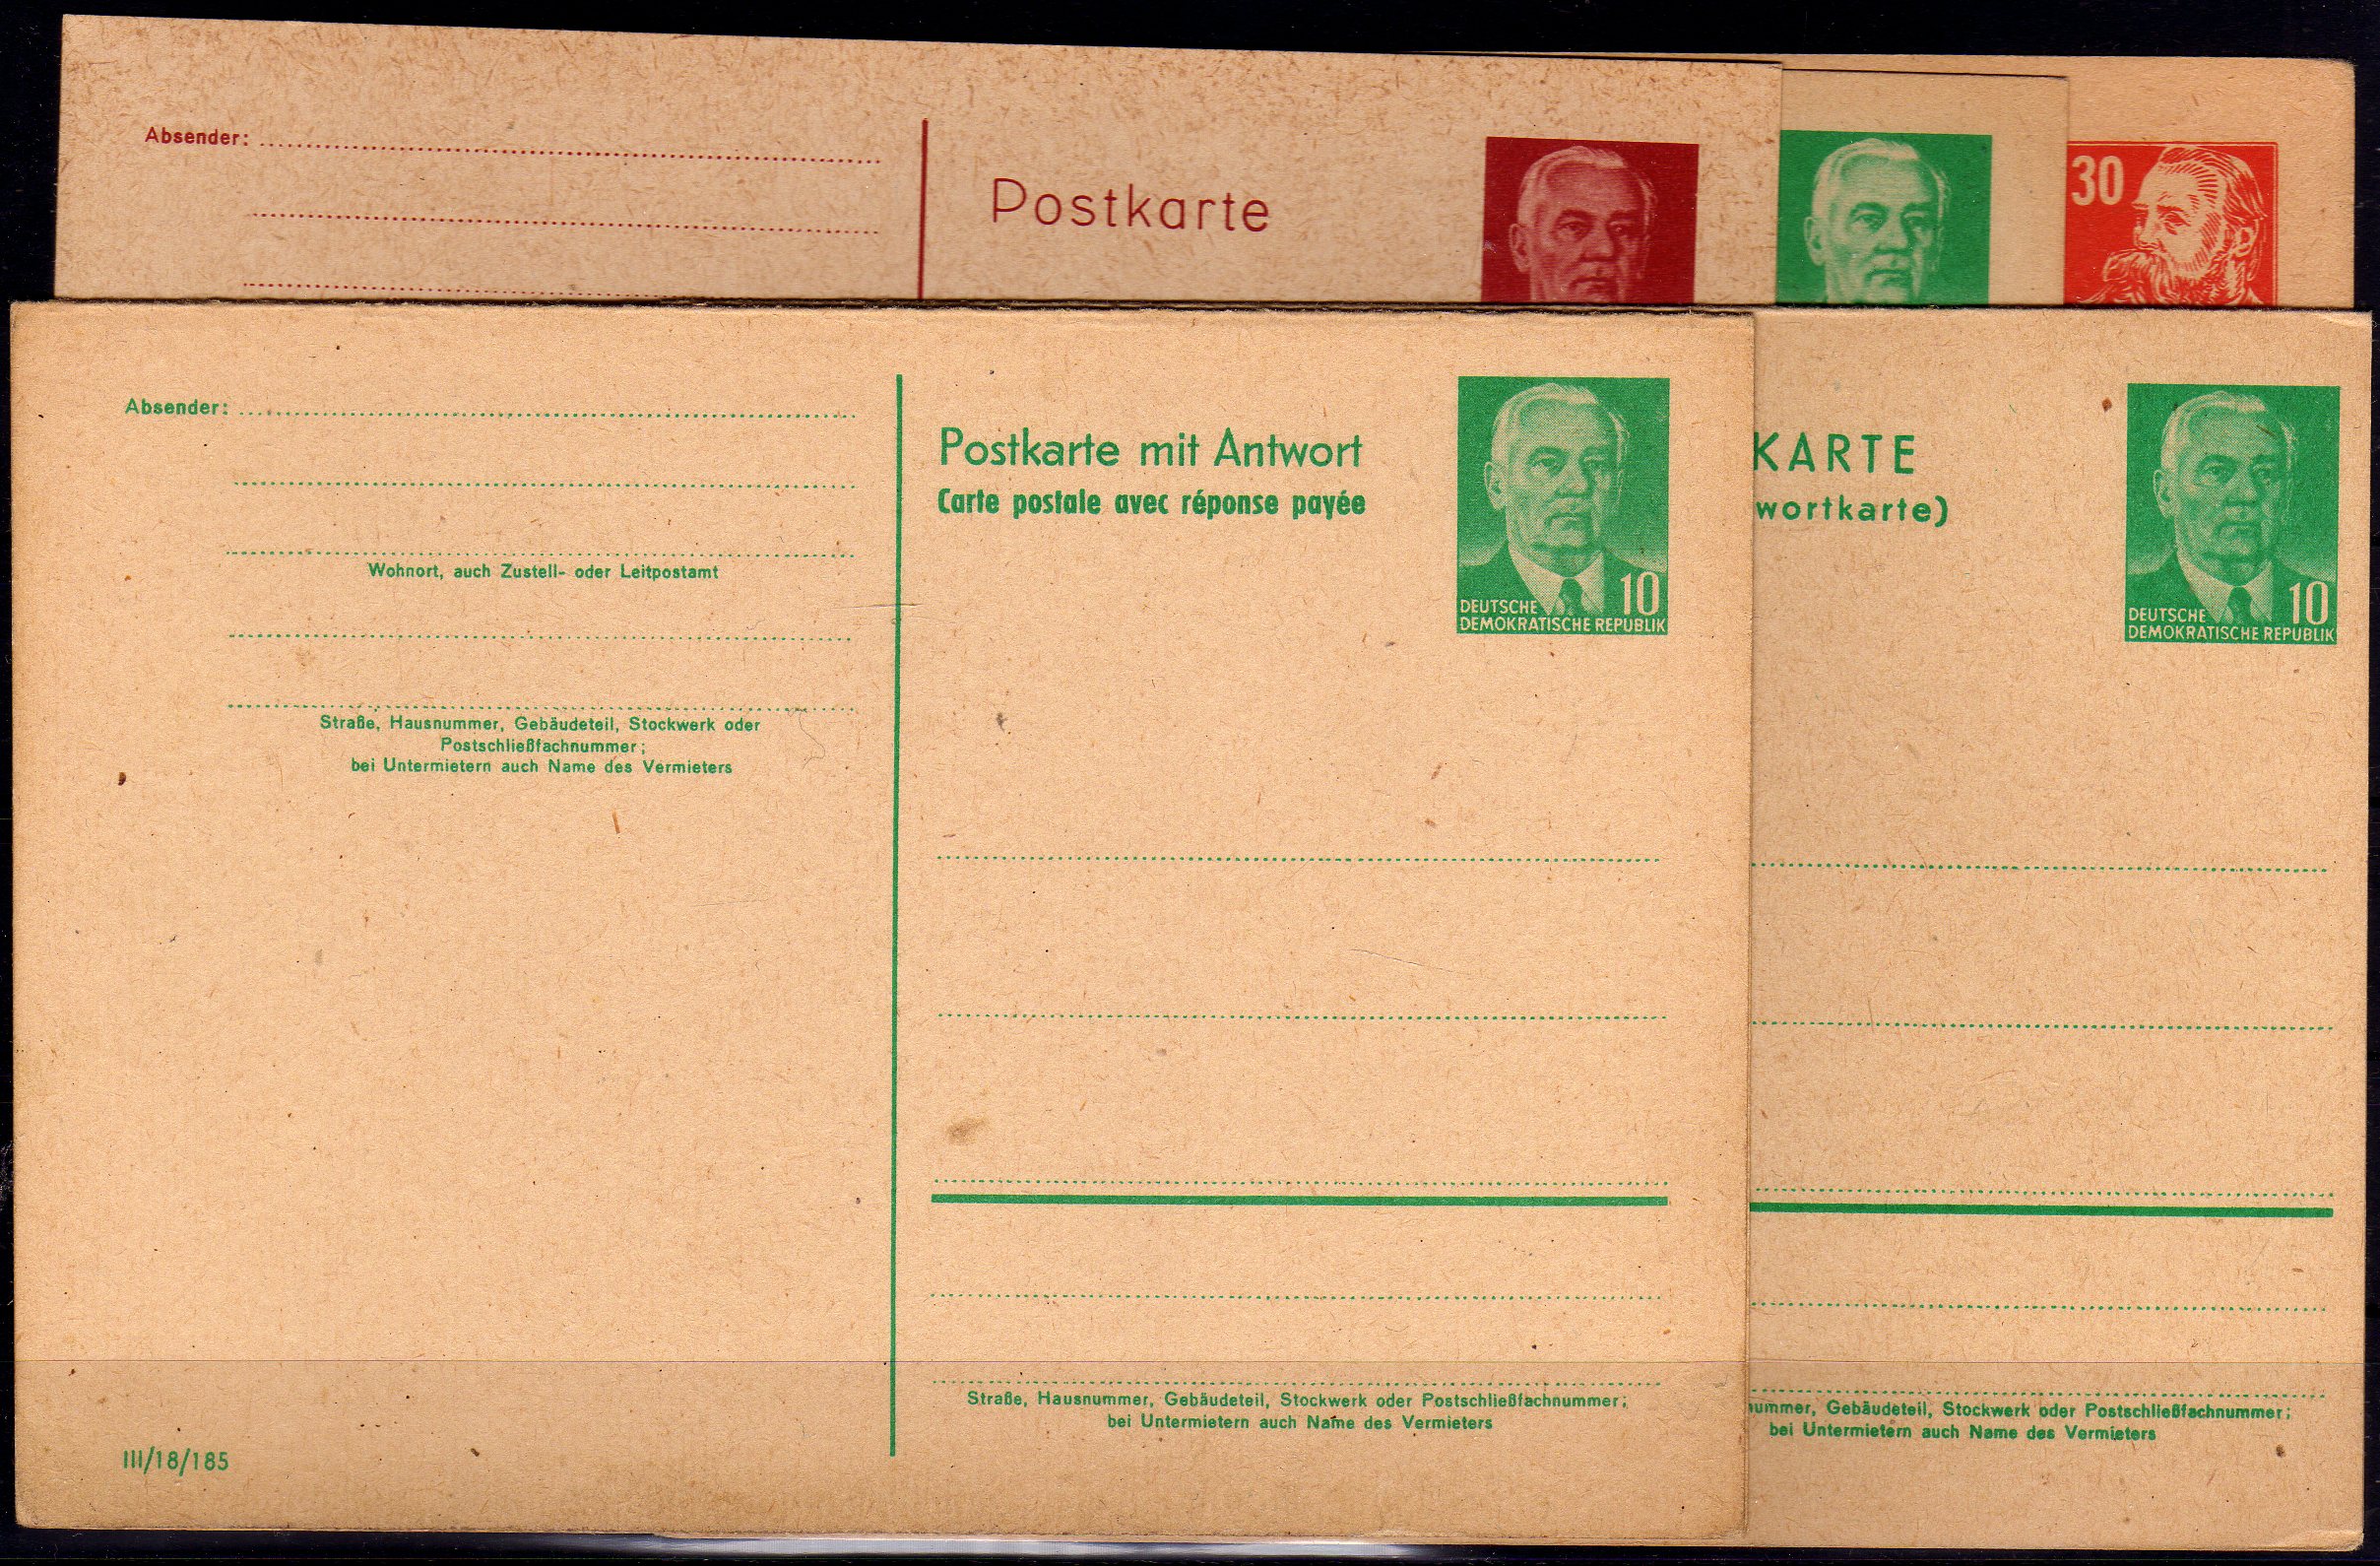 Absender:
Postkarte
30
Absender:
Postkarte mit Antwort
Carte postale avec réponse payée
10
DEUTSCHE
DEMOKRATISCHE REPUBLIK
Wohnort, auch Zustell- oder Leitpostamt
Straße, Hausnummer, Gebäudeteil, Stockwerk oder
Postschließfachnummer;
bei Untermietern auch Name des Vermieters
Straße, Hausnummer, Gebäudeteil, Stockwerk oder Postschließfachnummer;
bei Untermietern auch Name des Vermieters
III/18/185
KARTE
wortkarte)
10
DEUTSCHE
DEMOKRATISCHE REPUBLIK
ummer, Gebäudeteil, Stockwerk oder Postschließfachnummer;
bei Untermietern auch Name des Vermieters